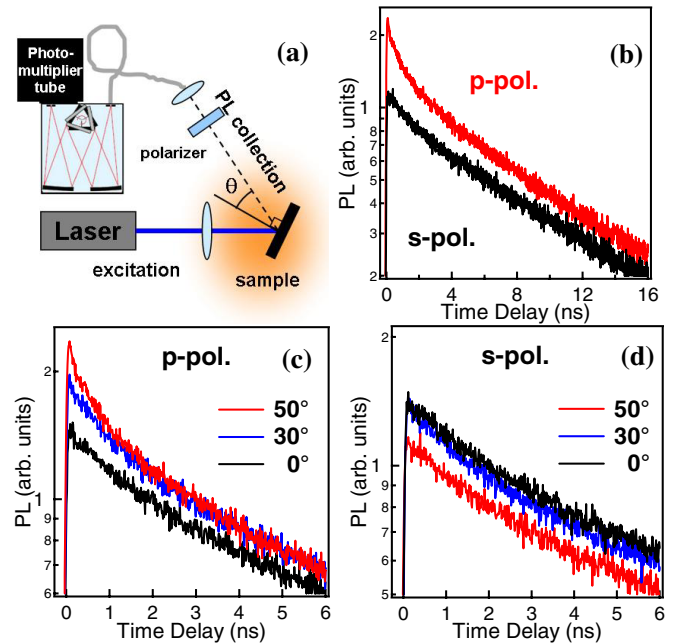 (a)
Photo-
multiplier
tube
polarizer
PL collection
θ
Laser
excitation
sample
(b)
p-pol.
s-pol.
PL (arb. units)
2
1
8
7
6
5
4
3
2
0 4 8 12 16
Time Delay (ns)
(c)
p-pol.
50°
30°
0°
PL (arb. units)
2
1
9
8
7
6
0 1 2 3 4 5 6
Time Delay (ns)
(d)
s-pol.
50°
30°
0°
PL (arb. units)
2
1
9
8
7
6
5
0 1 2 3 4 5 6
Time Delay (ns)